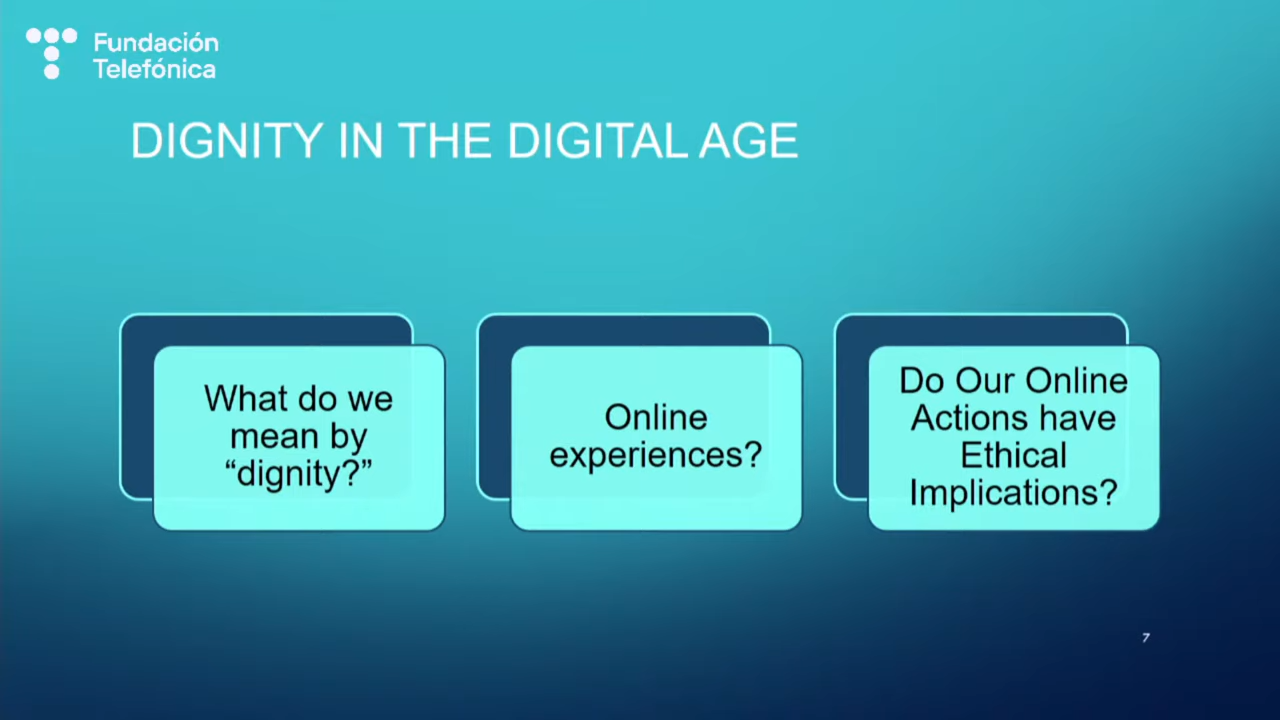 Fundación
Telefónica
DIGNITY IN THE DIGITAL AGE
What do we
mean by
“dignity?”
Online
experiences?
Do Our Online
Actions have
Ethical
Implications?
7